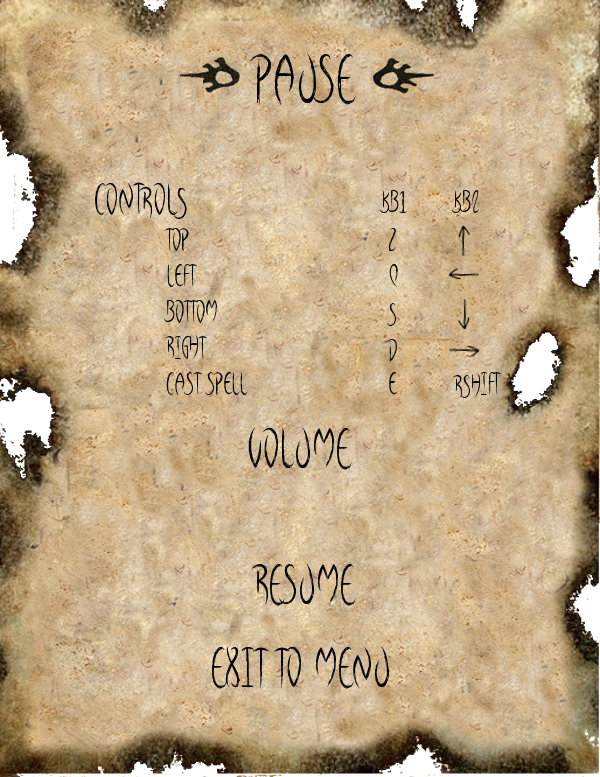 PAUSE
CONTROLS KB1 KB2
TOP Z ↑
LEFT Q ←
BOTTOM S ↓
RIGHT D →
CAST SPELL E RSHIFT
VOLUME
RESUME
EXIT TO MENU